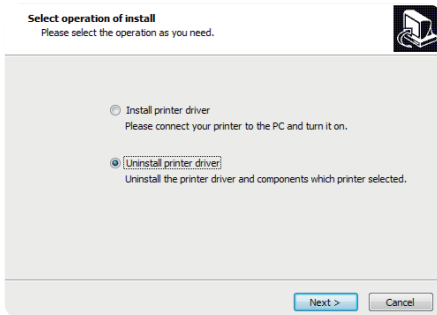 Select operation of install
Please select the operation as you need.
Install printer driver
Please connect your printer to the PC and turn it on.
Uninstall printer driver
Uninstall the printer driver and components which printer selected.
Next >
Cancel